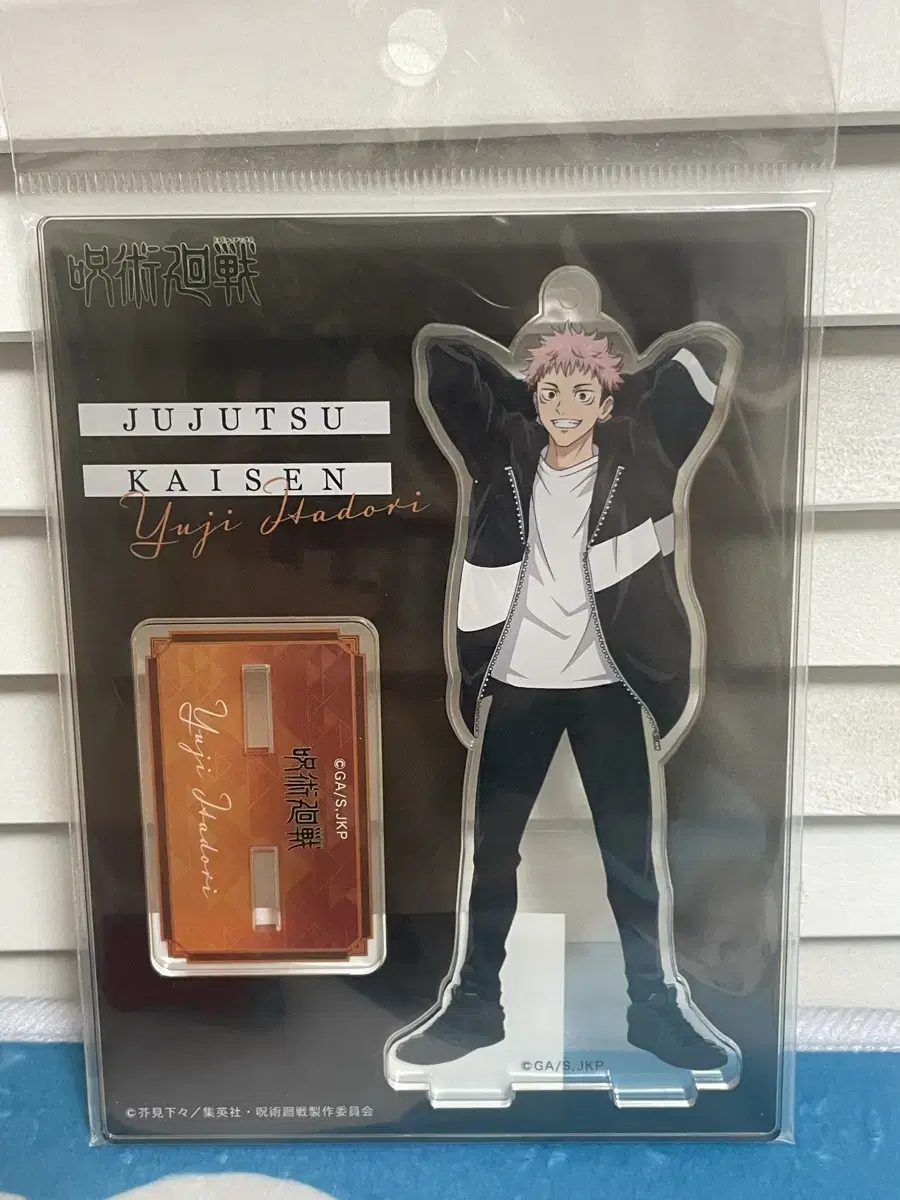 呪術廻戦
JUJUTSU
KAISEN
Yuji Itadori
Yuji Itadori
呪術廻戦
©GA/S,JKP
©GA/S,JKP
©芥見下々/集英社・呪術廻戦製作委員会